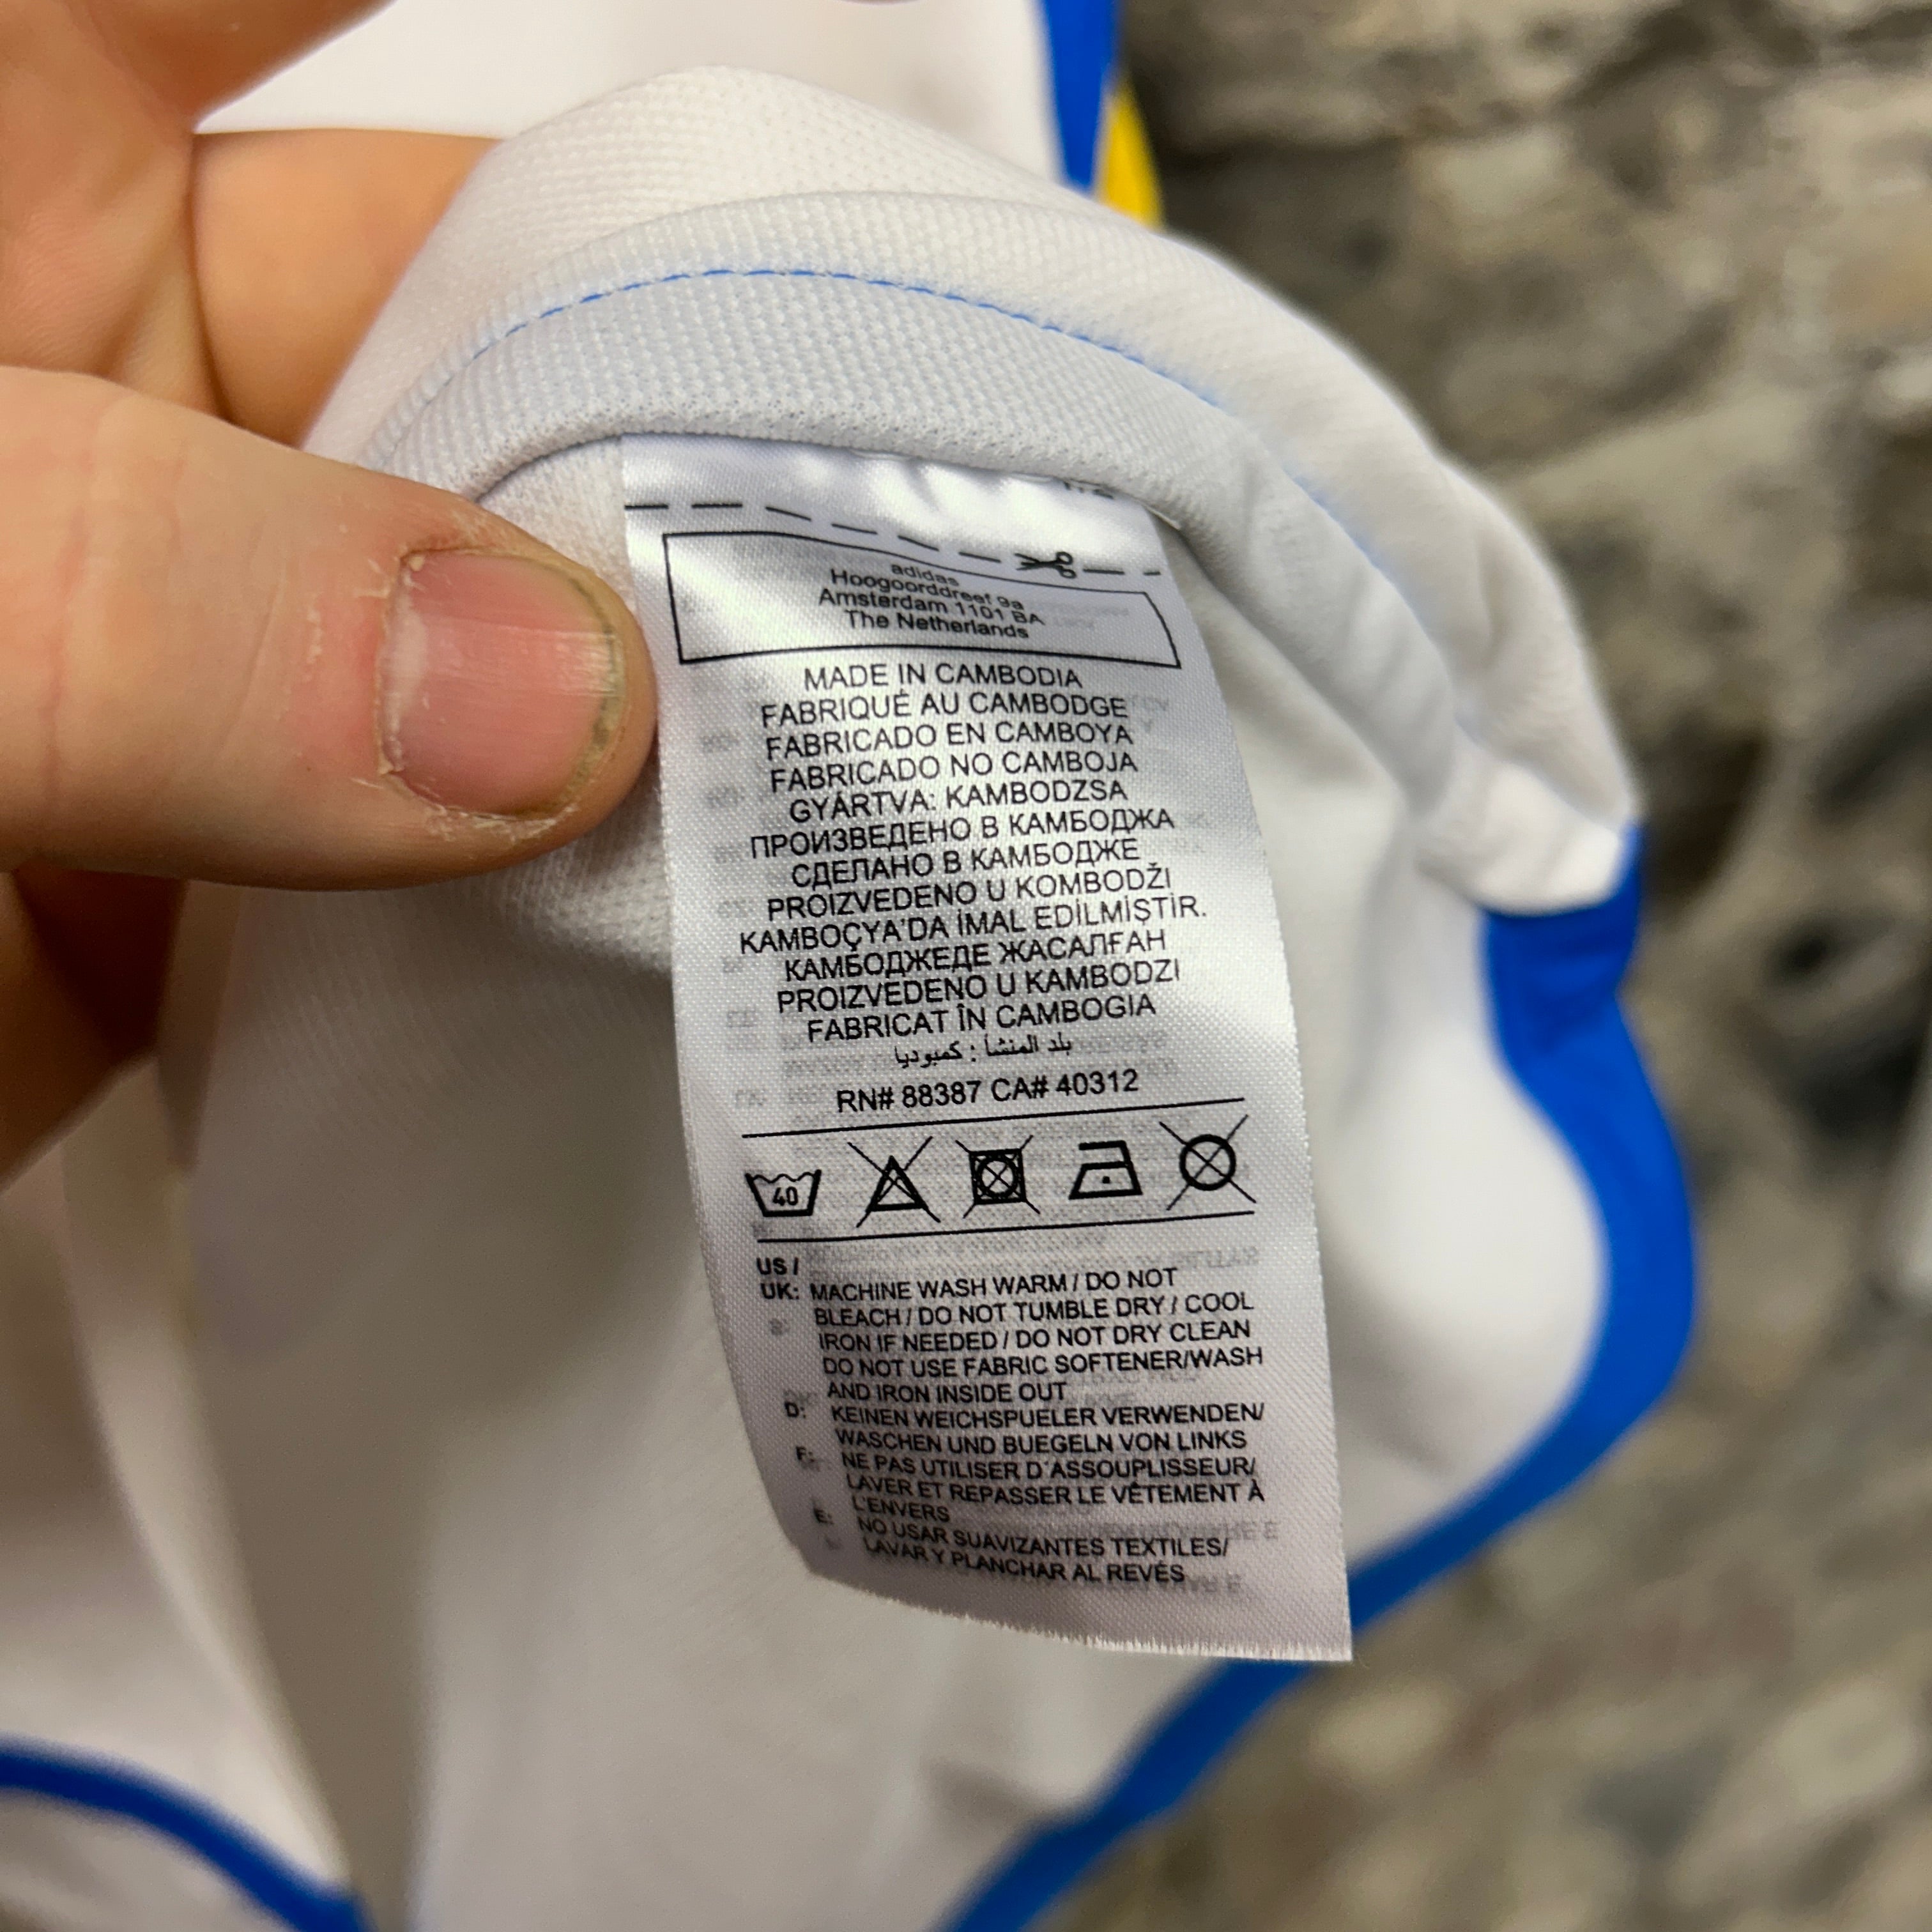 adidas
Hoogoorddreef 9a
Amsterdam 1101 BA
The Netherlands
MADE IN CAMBODIA
FABRIQUÉ AU CAMBODGE
FABRICADO EN CAMBOYA
FABRICADO NO CAMBOJA
GYÁRTVA: KAMBODZSA
ПРОИЗВЕДЕНО В КАМБОДЖА
СДЕЛАНО В КАМБОДЖЕ
PROIZVEDENO U KOMBODŽI
KAMBOÇYA'DA İMAL EDİLMİŞTİR.
КАМБОДЖЕДЕ ЖАСАЛҒАН
PROIZVEDENO U KAMBODZI
FABRICAT ÎN CAMBOGIA
بلد المنشأ : كمبوديا
RN# 88387 CA# 40312
40
US /
UK: MACHINE WASH WARM / DO NOT
BLEACH / DO NOT TUMBLE DRY / COOL
IRON IF NEEDED / DO NOT DRY CLEAN
DO NOT USE FABRIC SOFTENER/WASH
AND IRON INSIDE OUT
D: KEINEN WEICHSPUELER VERWENDEN/
WASCHEN UND BUEGELN VON LINKS
F: NE PAS UTILISER D'ASSOUPLISSEUR/
LAVER ET REPASSER LE VÊTEMENT À
L'ENVERS
E: NO USAR SUAVIZANTES TEXTILES/
LAVAR Y PLANCHAR AL REVÉS